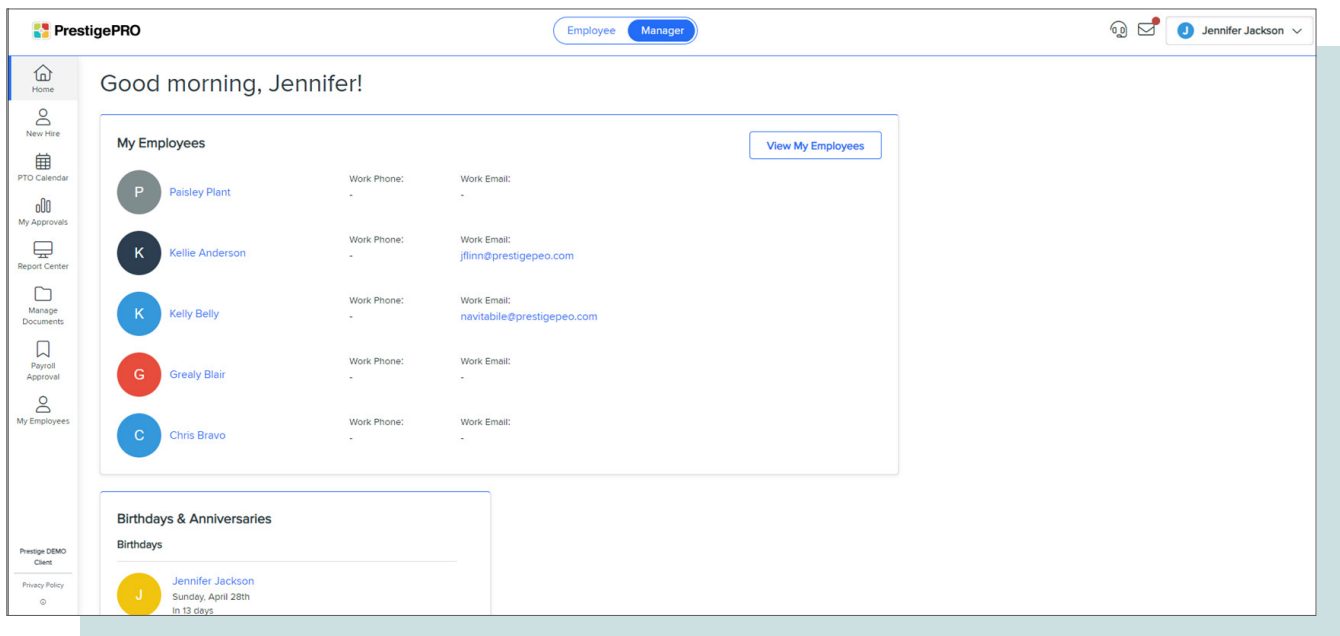 PrestigePRO
Employee Manager
J Jennifer Jackson
Home
New Hire
PTO Calendar
My Approvals
Report Center
Manage
Documents
Payroll
Approval
My Employees
Prestige DEMO
Client
Privacy Policy
Good morning, Jennifer!
My Employees
View My Employees
P Paisley Plant Work Phone: - Work Email: -
K Kellie Anderson Work Phone: - Work Email: jflinn@prestigepeo.com
K Kelly Belly Work Phone: - Work Email: navitabile@prestigepeo.com
G Grealy Blair Work Phone: - Work Email: -
C Chris Bravo Work Phone: - Work Email: -
Birthdays & Anniversaries
Birthdays
J Jennifer Jackson
Sunday, April 28th
In 13 days